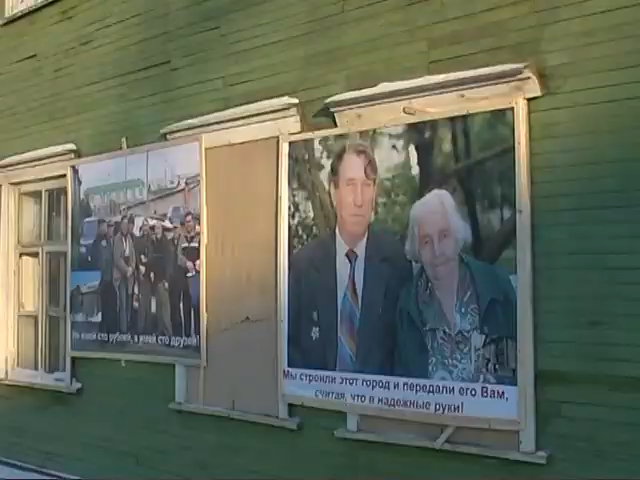 Не имей сто рублей, а имей сто друзей!
Мы строили этот город и передали его Вам,
считая, что в надежные руки!